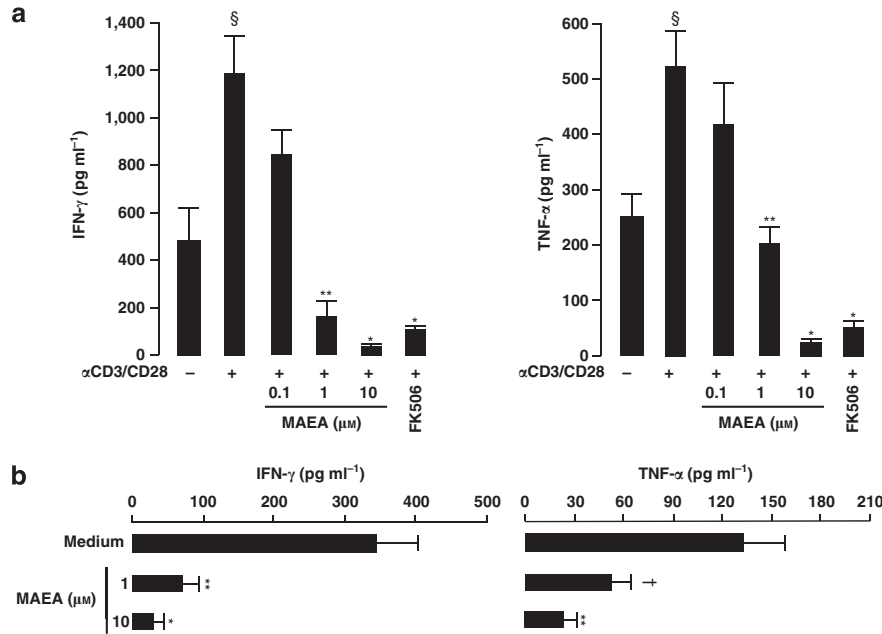 a
§
1,400
1,200
1,000
800
600
400
200
0
IFN-γ (pg ml⁻¹)
**
*
*
αCD3/CD28 – + + + + +
0.1 1 10
MAEA (μM)
FK506
§
600
500
400
300
200
100
0
TNF-α (pg ml⁻¹)
**
*
*
αCD3/CD28 – + + + + +
0.1 1 10
MAEA (μM)
FK506
b
IFN-γ (pg ml⁻¹)
0 100 200 300 400 500
Medium
MAEA (μM)
1 **
10 *
TNF-α (pg ml⁻¹)
0 30 60 90 120 150 180 210
†
**